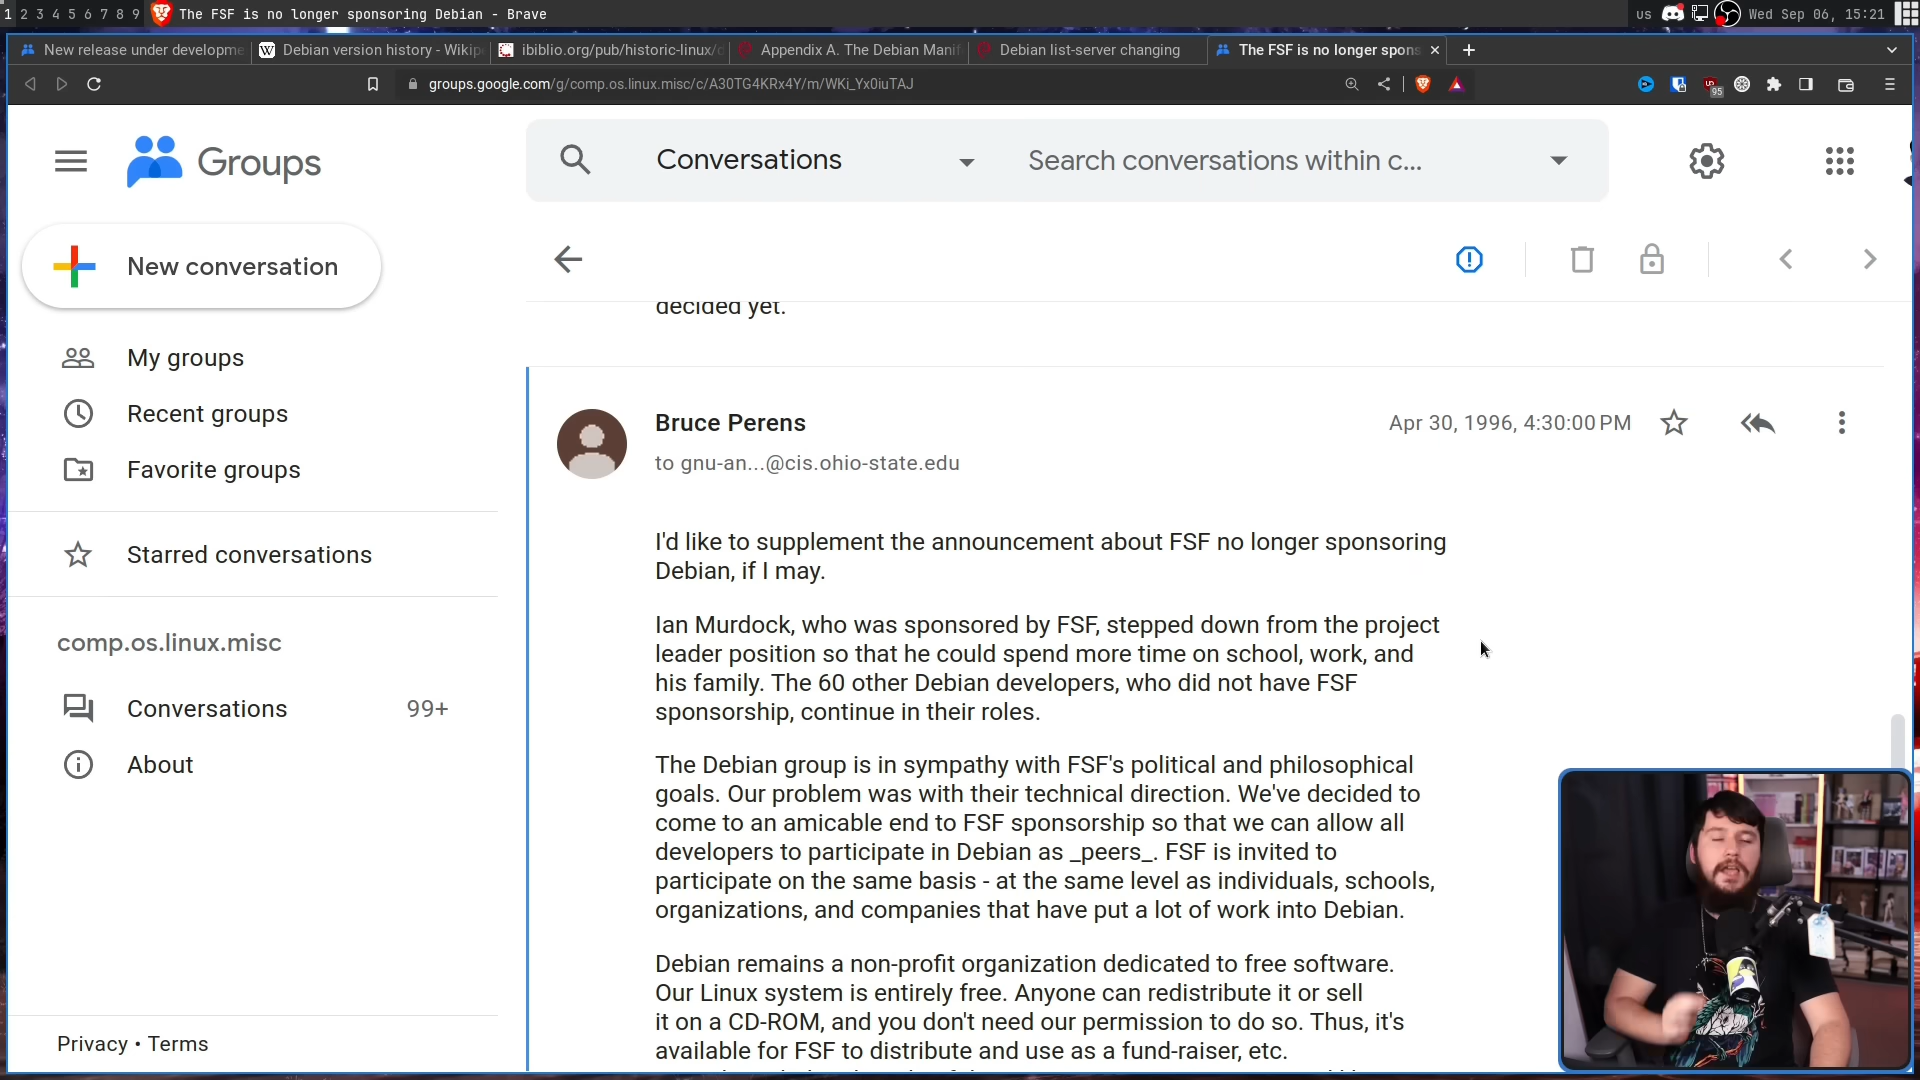 1 2 3 4 5 6 7 8 9 The FSF is no longer sponsoring Debian - Brave
us Wed Sep 06, 15:21
New release under developme
Debian version history - Wikip
ibiblio.org/pub/historic-linux/d
Appendix A. The Debian Manif
Debian list-server changing
The FSF is no longer spons
groups.google.com/g/comp.os.linux.misc/c/A30TG4KRx4Y/m/WKi_Yx0iuTAJ
95
Groups
Conversations
Search conversations within c...
New conversation
My groups
Recent groups
Favorite groups
Starred conversations
comp.os.linux.misc
Conversations 99+
About
Privacy • Terms
decided yet.
Bruce Perens
Apr 30, 1996, 4:30:00 PM
to gnu-an...@cis.ohio-state.edu
I'd like to supplement the announcement about FSF no longer sponsoring
Debian, if I may.
Ian Murdock, who was sponsored by FSF, stepped down from the project
leader position so that he could spend more time on school, work, and
his family. The 60 other Debian developers, who did not have FSF
sponsorship, continue in their roles.
The Debian group is in sympathy with FSF's political and philosophical
goals. Our problem was with their technical direction. We've decided to
come to an amicable end to FSF sponsorship so that we can allow all
developers to participate in Debian as _peers_. FSF is invited to
participate on the same basis - at the same level as individuals, schools,
organizations, and companies that have put a lot of work into Debian.
Debian remains a non-profit organization dedicated to free software.
Our Linux system is entirely free. Anyone can redistribute it or sell
it on a CD-ROM, and you don't need our permission to do so. Thus, it's
available for FSF to distribute and use as a fund-raiser, etc.